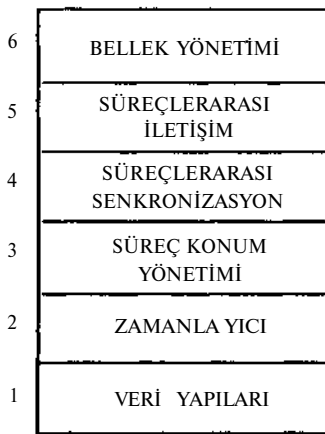 6 BELLEK YÖNETİMİ
5 SÜREÇLERARASI
İLETİŞİM
4 SÜREÇLERARASI
SENKRONİZASYON
3 SÜREÇ KONUM
YÖNETİMİ
2 ZAMANLA YICI
1 VERİ YAPILARI